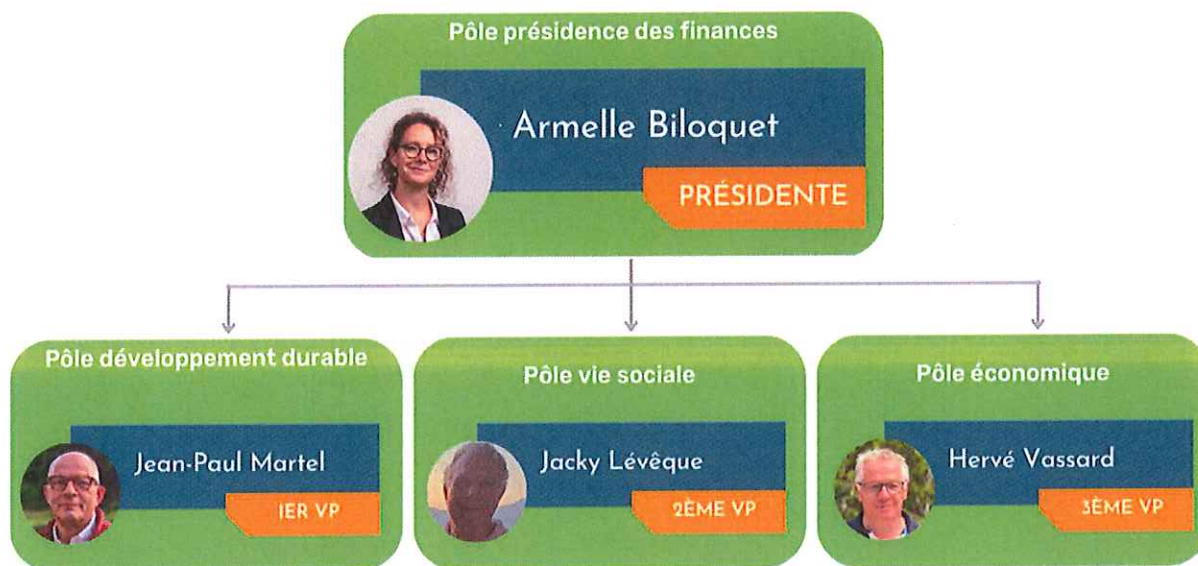 Pôle présidence des finances
Armelle Biloquet
PRÉSIDENTE
Pôle développement durable
Jean-Paul Martel
1ER VP
Pôle vie sociale
Jacky Lévêque
2ÈME VP
Pôle économique
Hervé Vassard
3ÈME VP